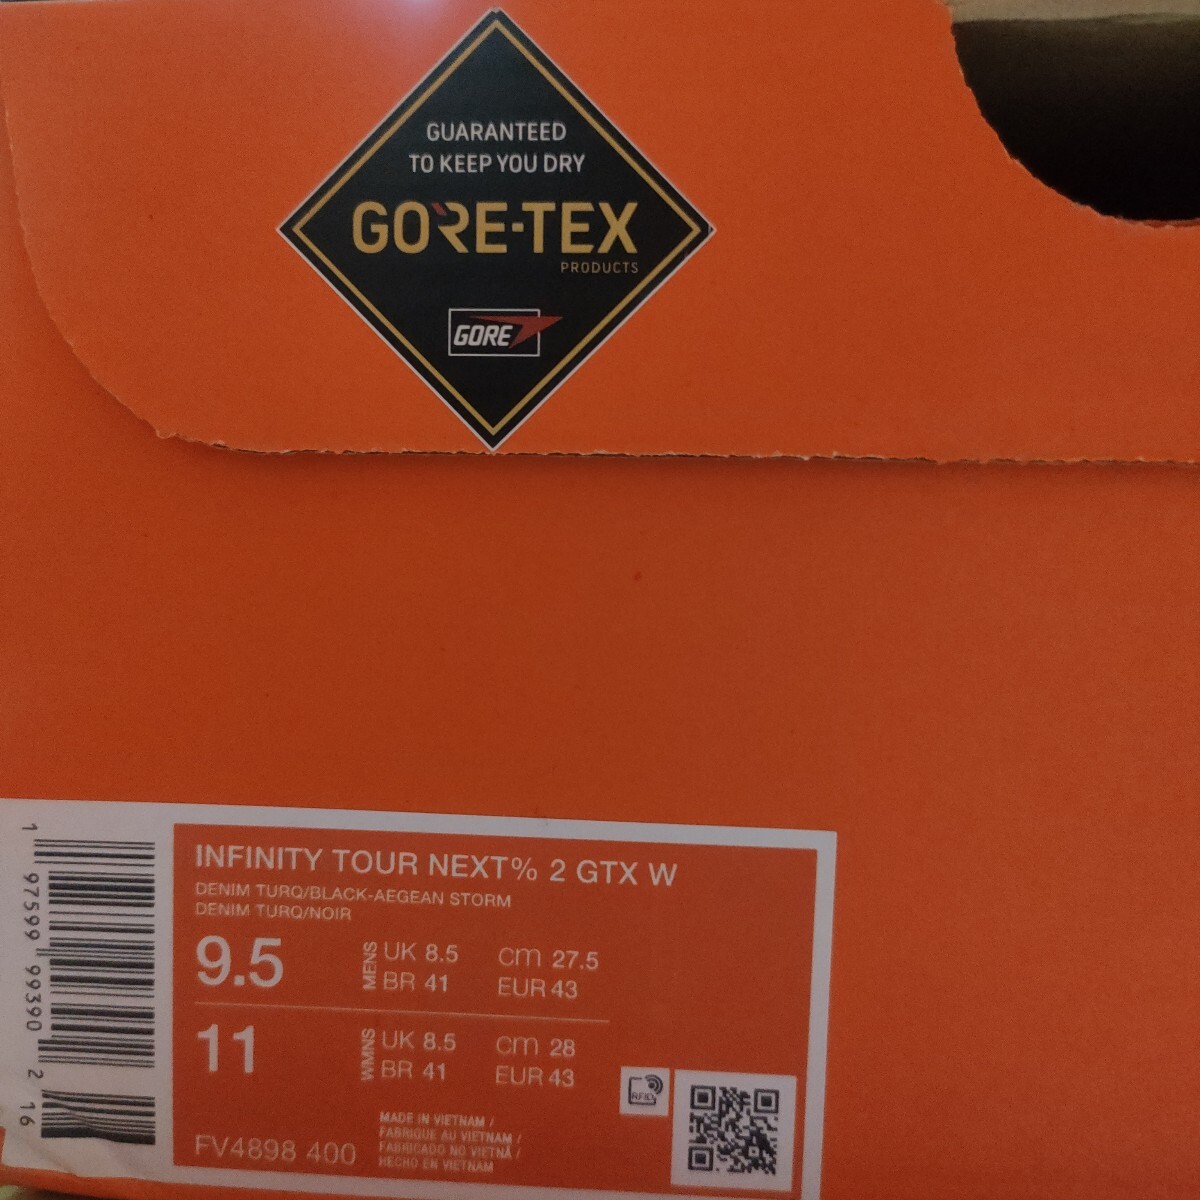 GUARANTEED
TO KEEP YOU DRY
GORE-TEX
PRODUCTS
GORE
INFINITY TOUR NEXT% 2 GTX W
DENIM TURQ/BLACK-AEGEAN STORM
DENIM TURQ/NOIR
9.5 MENS UK 8.5 cm 27.5
BR 41 EUR 43
11 WMNS UK 8.5 cm 28
BR 41 EUR 43
RFID
FV4898 400
MADE IN VIETNAM /
FABRIQUE AU VIETNAM /
FABRICADO NO VIETNÃ /
HECHO EN VIETNAM
1 97599 99390 2 16